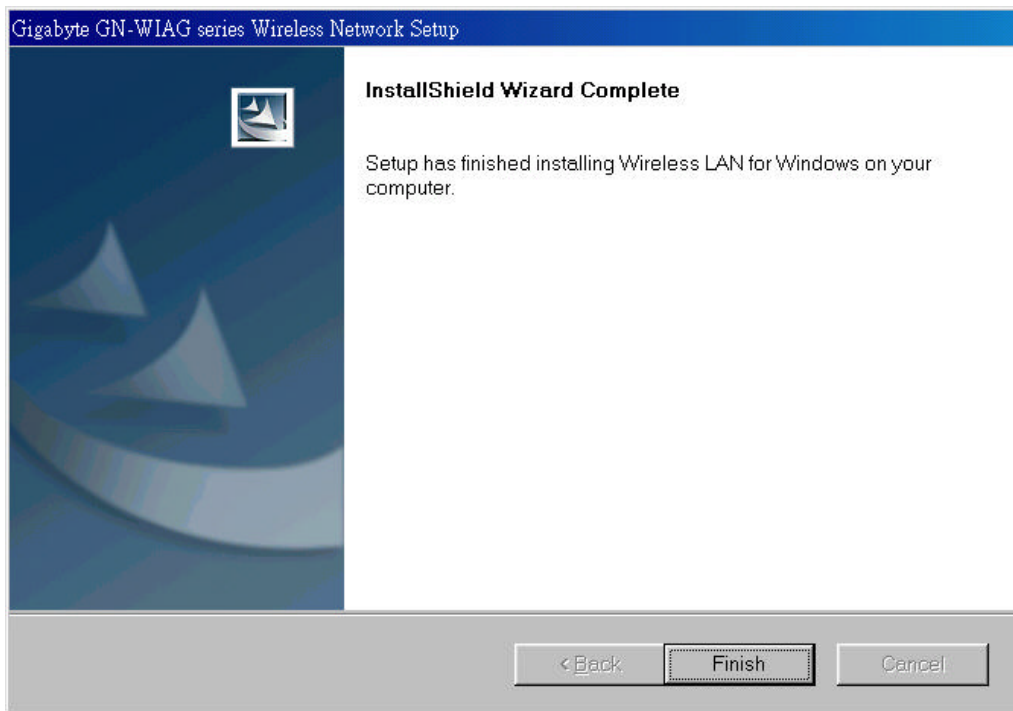 Gigabyte GN-WIAG series Wireless Network Setup
InstallShield Wizard Complete
Setup has finished installing Wireless LAN for Windows on your
computer.
< Back
Finish
Cancel